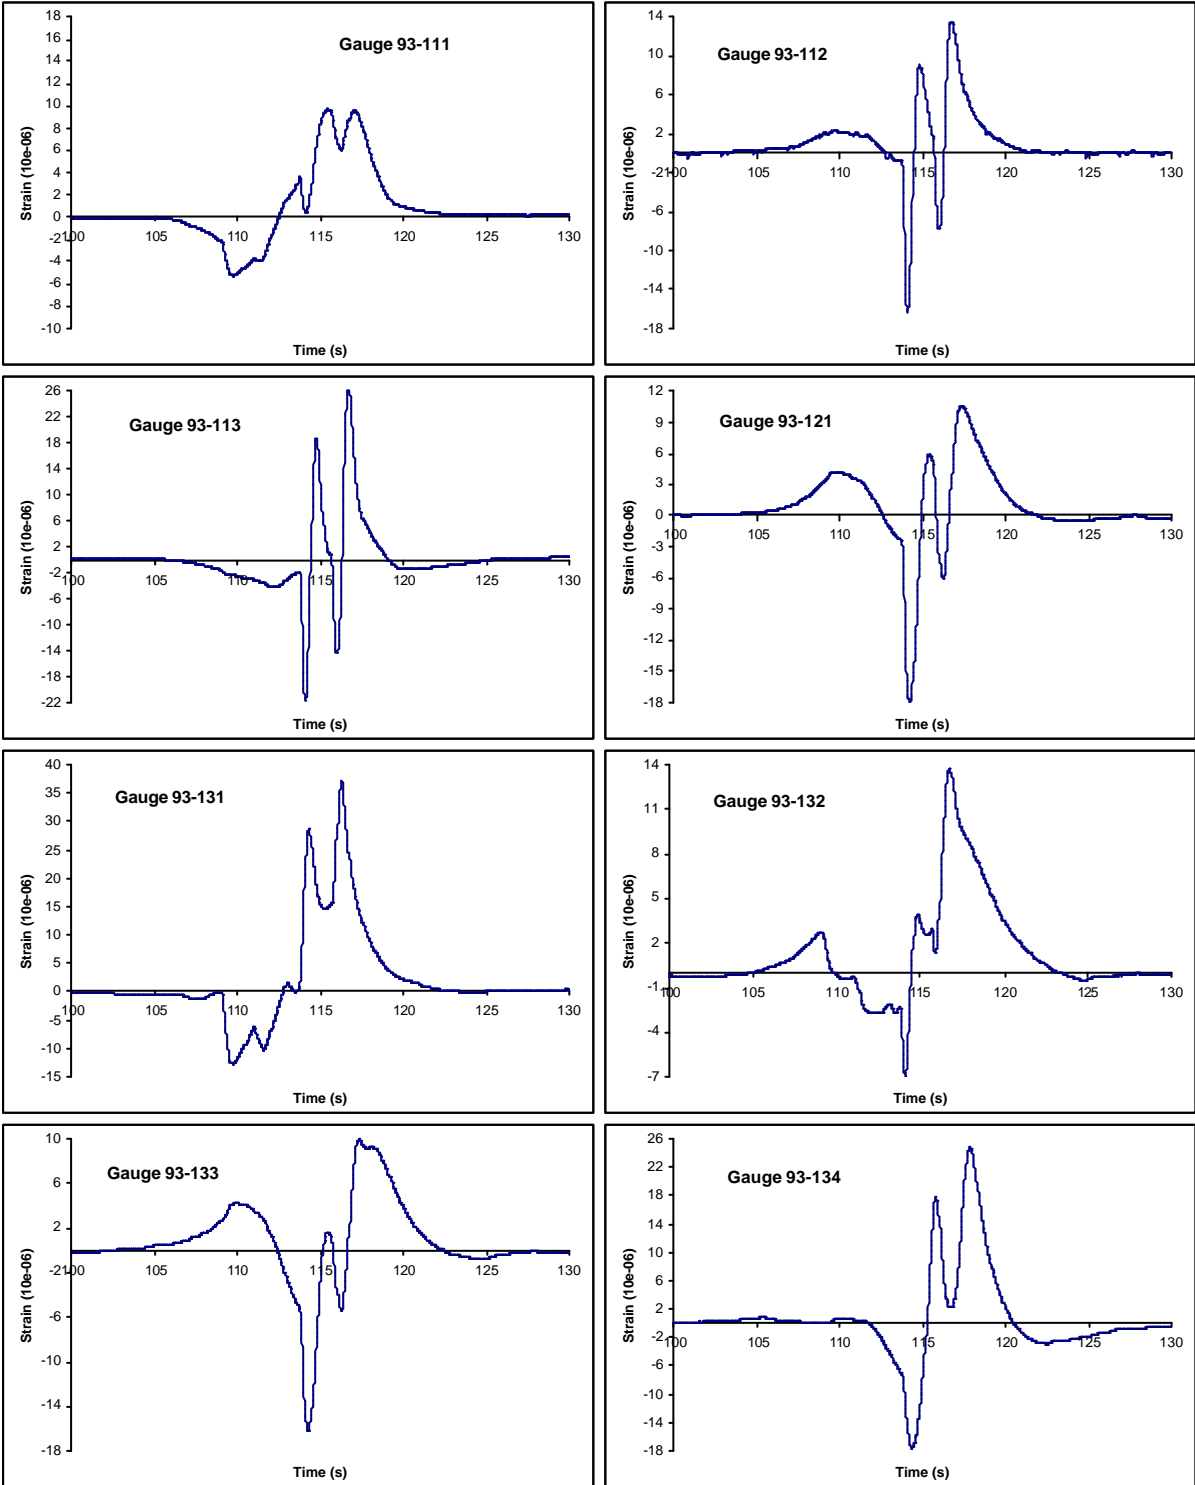 Gauge 93-111
Strain (10e-06)
18
16
14
12
10
8
6
4
2
0
-2
-4
-6
-8
-10
100 105 110 115 120 125 130
Time (s)
Gauge 93-112
Strain (10e-06)
14
10
6
2
-2
-6
-10
-14
-18
100 105 110 115 120 125 130
Time (s)
Gauge 93-113
Strain (10e-06)
26
22
18
14
10
6
2
-2
-6
-10
-14
-18
-22
100 105 110 115 120 125 130
Time (s)
Gauge 93-121
Strain (10e-06)
12
9
6
3
0
-3
-6
-9
-12
-15
-18
100 105 110 115 120 125 130
Time (s)
Gauge 93-131
Strain (10e-06)
40
35
30
25
20
15
10
5
0
-5
-10
-15
100 105 110 115 120 125 130
Time (s)
Gauge 93-132
Strain (10e-06)
14
11
8
5
2
-1
-4
-7
100 105 110 115 120 125 130
Time (s)
Gauge 93-133
Strain (10e-06)
10
6
2
-2
-6
-10
-14
-18
100 105 110 115 120 125 130
Time (s)
Gauge 93-134
Strain (10e-06)
26
22
18
14
10
6
2
-2
-6
-10
-14
-18
100 105 110 115 120 125 130
Time (s)